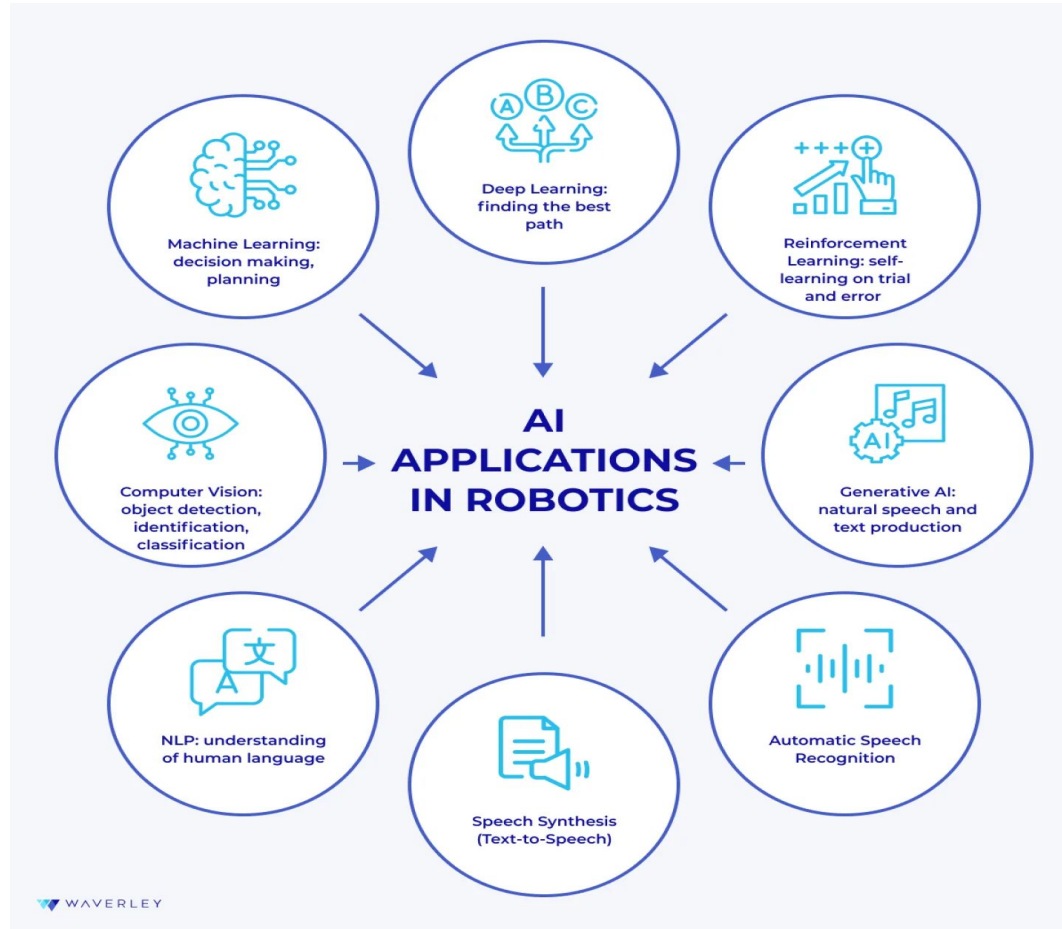 A
B
C
Deep Learning:
finding the best
path
Machine Learning:
decision making,
planning
++++
Reinforcement
Learning: self-
learning on trial
and error
AI
APPLICATIONS
IN ROBOTICS
Computer Vision:
object detection,
identification,
classification
AI
Generative AI:
natural speech and
text production
文
A
NLP: understanding
of human language
Speech Synthesis
(Text-to-Speech)
Automatic Speech
Recognition
WAVERLEY